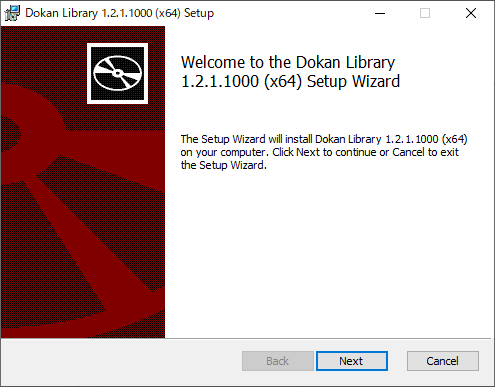 Dokan Library 1.2.1.1000 (x64) Setup
Welcome to the Dokan Library
1.2.1.1000 (x64) Setup Wizard
The Setup Wizard will install Dokan Library 1.2.1.1000 (x64)
on your computer. Click Next to continue or Cancel to exit
the Setup Wizard.
Back
Next
Cancel